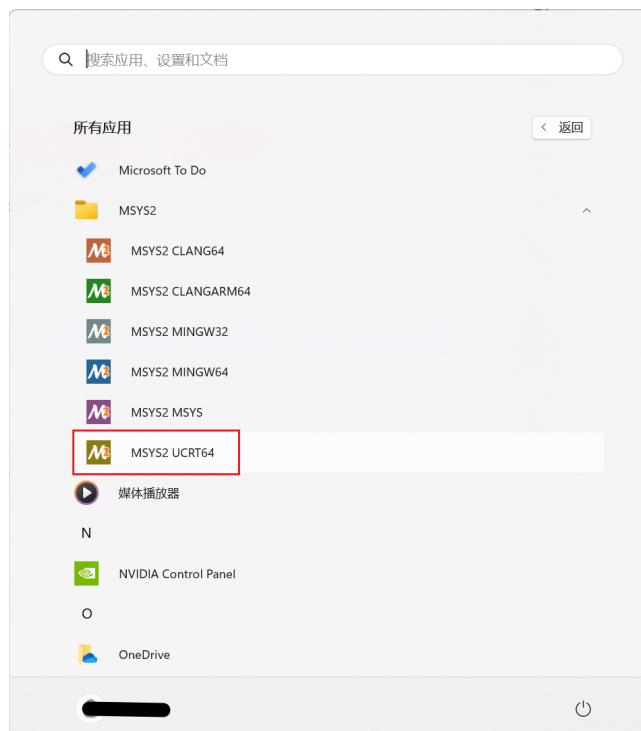 搜索应用、设置和文档
所有应用
返回
Microsoft To Do
MSYS2
MSYS2 CLANG64
MSYS2 CLANGARM64
MSYS2 MINGW32
MSYS2 MINGW64
MSYS2 MSYS
MSYS2 UCRT64
媒体播放器
N
NVIDIA Control Panel
O
OneDrive